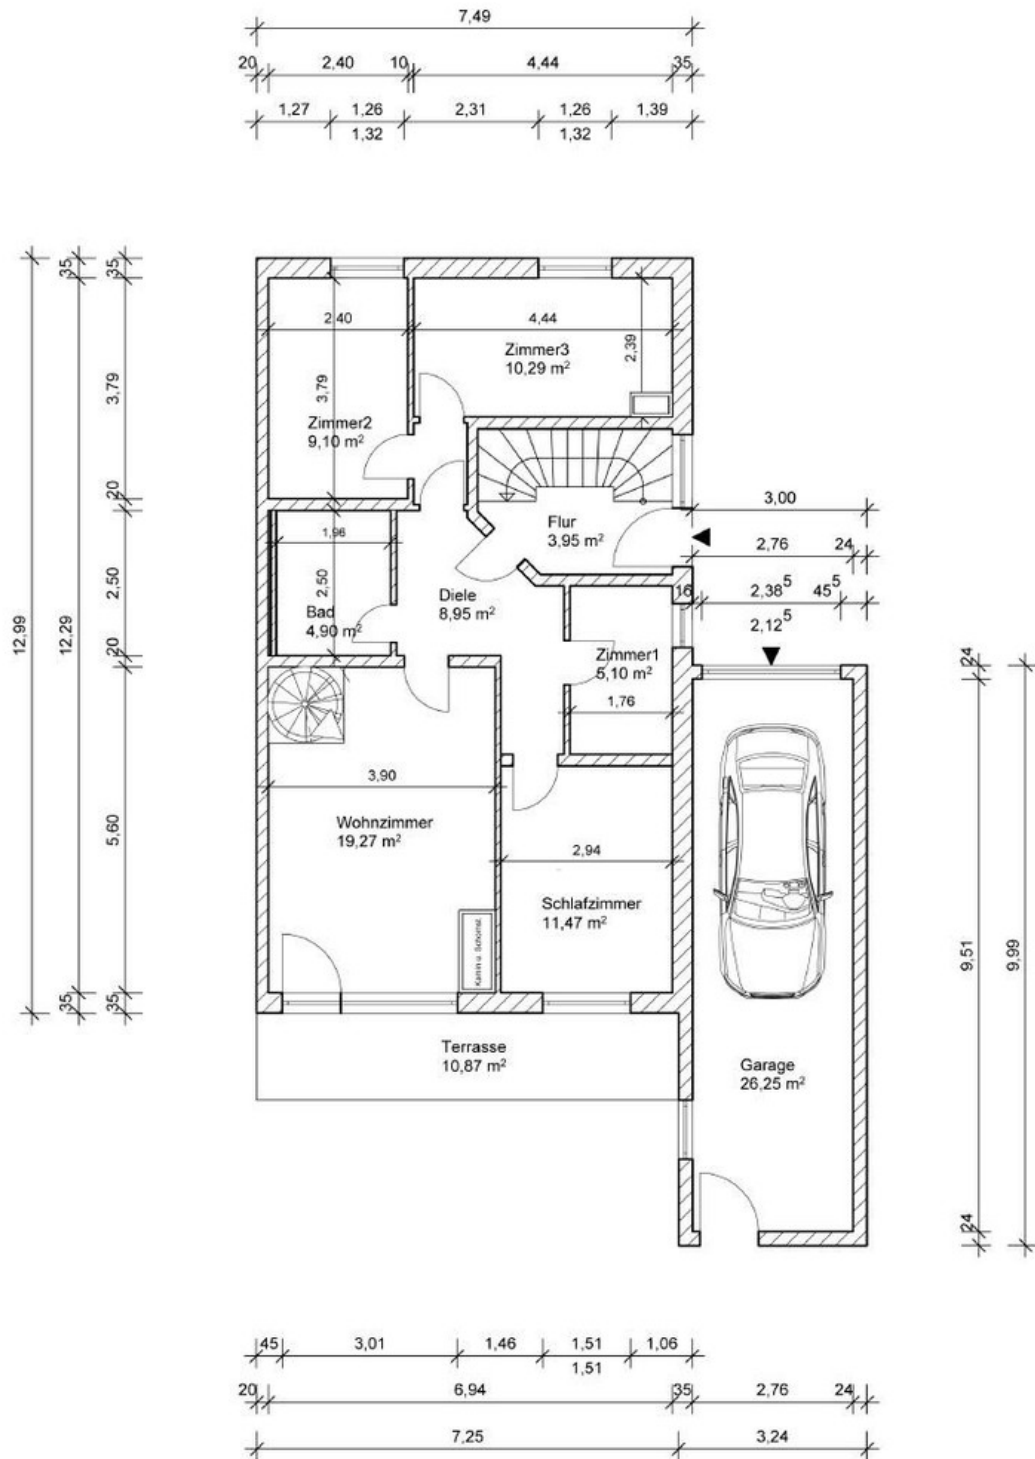 7,49
20 2,40 10 4,44 35
1,27 1,26 2,31 1,26 1,39
1,32 1,32
35 35 35
12,99 12,29 3,79 20 2,50 20 5,60 35 35
2,40 4,44
Zimmer3
10,29 m²
2,39
3,79
Zimmer2
9,10 m²
3,00
Flur
3,95 m²
2,76 24
1,96
2,50
Bad
4,90 m²
Diele
8,95 m²
16 2,38⁵ 45⁵
2,12⁵
Zimmer1
5,10 m²
1,76
3,90
Wohnzimmer
19,27 m²
2,94
Schlafzimmer
11,47 m²
Kamin u. Schornst.
24 9,51 24 9,99
Terrasse
10,87 m²
Garage
26,25 m²
45 3,01 1,46 1,51 1,06
1,51
20 6,94 35 2,76 24
7,25 3,24